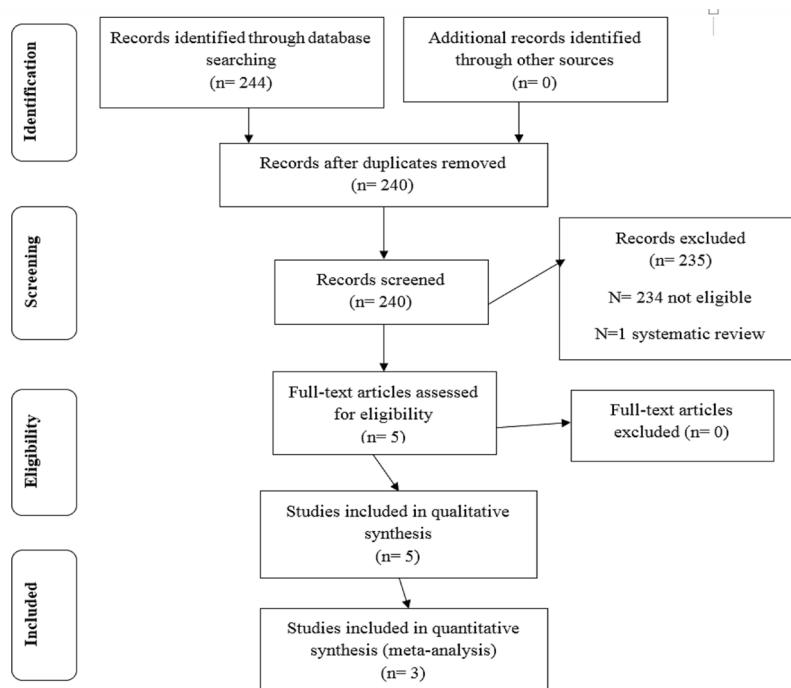 Identification
Records identified through database
searching
(n= 244)
Additional records identified
through other sources
(n= 0)
Records after duplicates removed
(n= 240)
Screening
Records screened
(n= 240)
Records excluded
(n= 235)
N= 234 not eligible
N=1 systematic review
Eligibility
Full-text articles assessed
for eligibility
(n= 5)
Full-text articles
excluded (n= 0)
Studies included in qualitative
synthesis
(n= 5)
Included
Studies included in quantitative
synthesis (meta-analysis)
(n= 3)